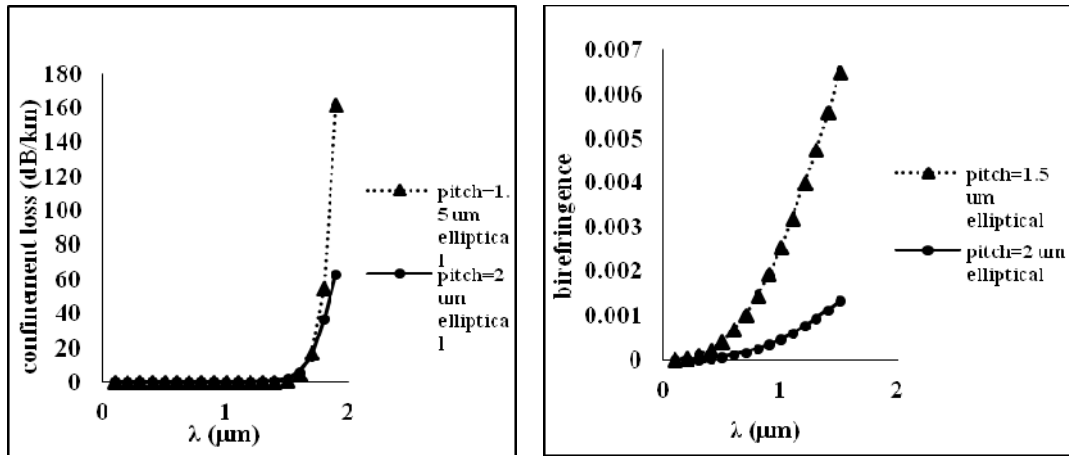 180
160
140
120
100
80
60
40
20
0
confinement loss (dB/km)
0
1
2
λ (μm)
pitch=1.
5 um
elliptica
l
pitch=2
um
elliptica
l
0.007
0.006
0.005
0.004
0.003
0.002
0.001
0
birefringence
0
1
2
λ (μm)
pitch=1.5
um
elliptical
pitch=2 um
elliptical